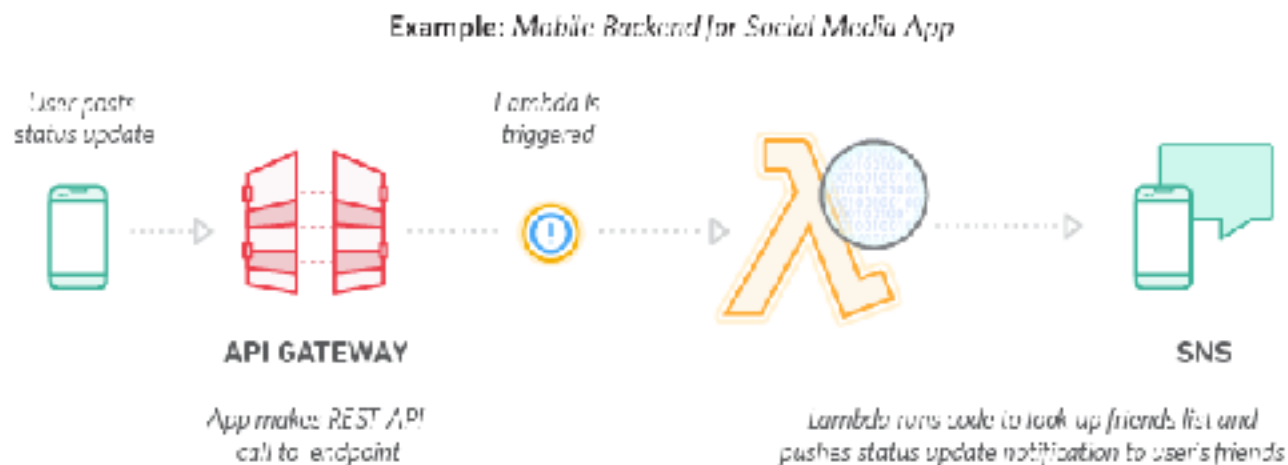 Example: Mobile Backend for Social Media App
User posts
status update
Lambda is
triggered
API GATEWAY
SNS
App makes REST API
call to endpoint
Lambda runs code to look up friends list and
pushes status update notification to user's friends